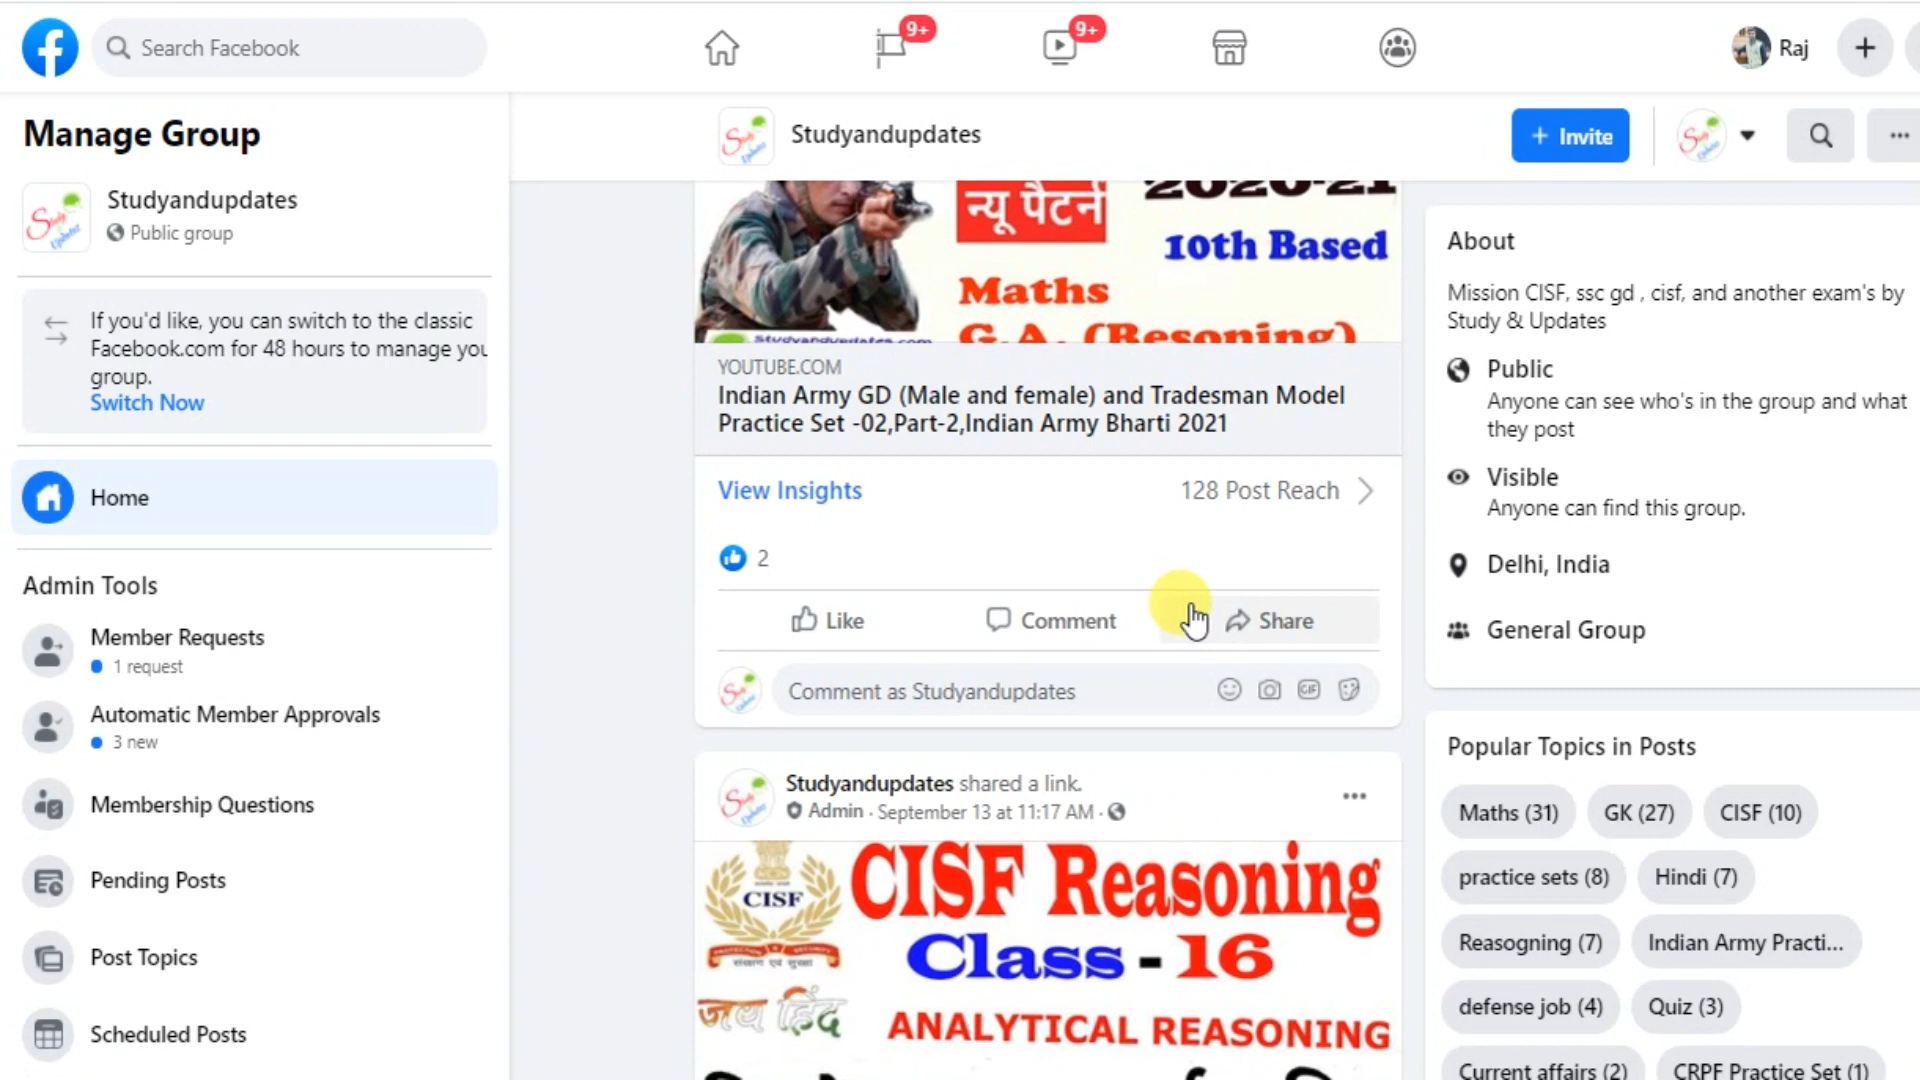 Search Facebook
9+
9+
Raj
Manage Group
Studyandupdates
Public group
If you'd like, you can switch to the classic
Facebook.com for 48 hours to manage you
group.
Switch Now
Home
Admin Tools
Member Requests
1 request
Automatic Member Approvals
3 new
Membership Questions
Pending Posts
Post Topics
Scheduled Posts
Studyandupdates
+ Invite
न्यू पैटर्न
2020-21
10th Based
Maths
G.A. (Resoning)
Studyandupdates.com
YOUTUBE.COM
Indian Army GD (Male and female) and Tradesman Model
Practice Set -02,Part-2,Indian Army Bharti 2021
View Insights
128 Post Reach
2
Like
Comment
Share
Comment as Studyandupdates
GIF
Studyandupdates shared a link.
Admin · September 13 at 11:17 AM ·
CISF
CISF Reasoning
Class - 16
जय हिंद
ANALYTICAL REASONING
About
Mission CISF, ssc gd , cisf, and another exam's by
Study & Updates
Public
Anyone can see who's in the group and what
they post
Visible
Anyone can find this group.
Delhi, India
General Group
Popular Topics in Posts
Maths (31)
GK (27)
CISF (10)
practice sets (8)
Hindi (7)
Reasogning (7)
Indian Army Practi...
defense job (4)
Quiz (3)
Current affairs (2)
CRPF Practice Set (1)